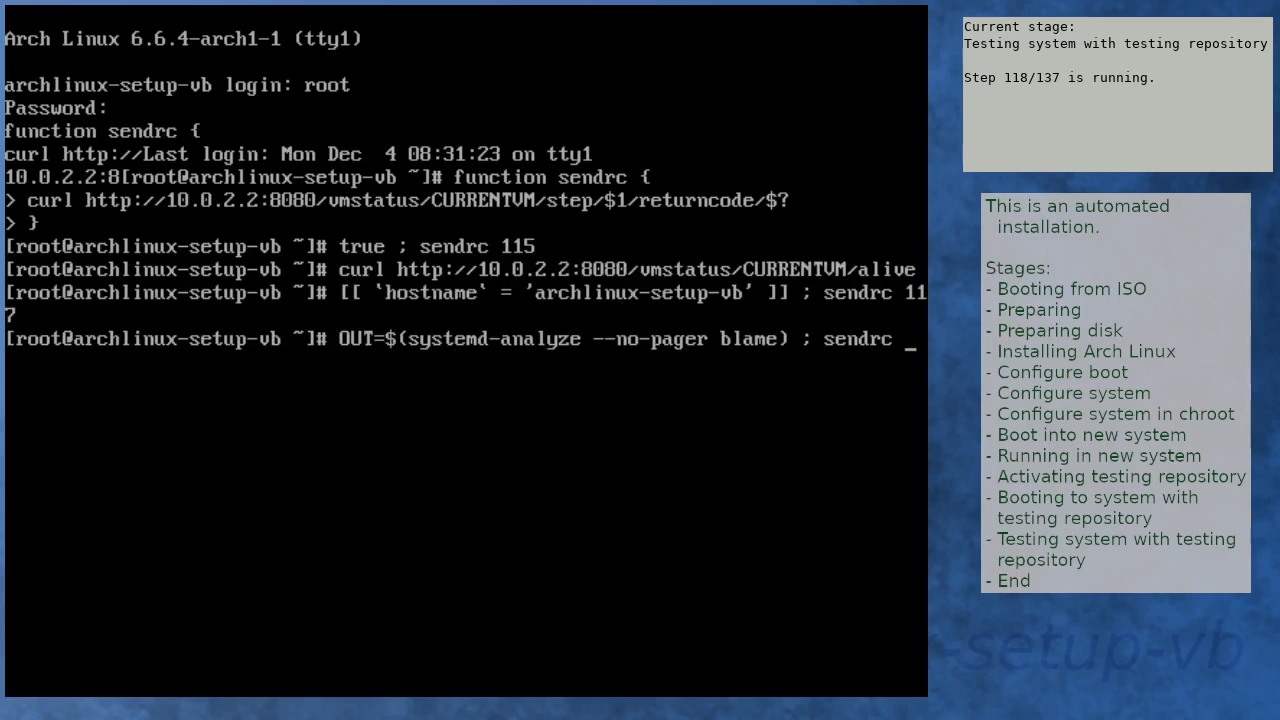 Arch Linux 6.6.4-arch1-1 (tty1)
archlinux-setup-vb login: root
Password:
function sendrc {
curl http://Last login: Mon Dec  4 08:31:23 on tty1
10.0.2.2:8[root@archlinux-setup-vb ~]# function sendrc {
> curl http://10.0.2.2:8080/vmstatus/CURRENTVM/step/$1/returncode/$?
> }
[root@archlinux-setup-vb ~]# true ; sendrc 115
[root@archlinux-setup-vb ~]# curl http://10.0.2.2:8080/vmstatus/CURRENTVM/alive
[root@archlinux-setup-vb ~]# [[ `hostname` = 'archlinux-setup-vb' ]] ; sendrc 11
7
[root@archlinux-setup-vb ~]# OUT=$(systemd-analyze --no-pager blame) ; sendrc _
Current stage:
Testing system with testing repository
Step 118/137 is running.
This is an automated
installation.
Stages:
- Booting from ISO
- Preparing
- Preparing disk
- Installing Arch Linux
- Configure boot
- Configure system
- Configure system in chroot
- Boot into new system
- Running in new system
- Activating testing repository
- Booting to system with
testing repository
- Testing system with testing
repository
- End
-setup-vb